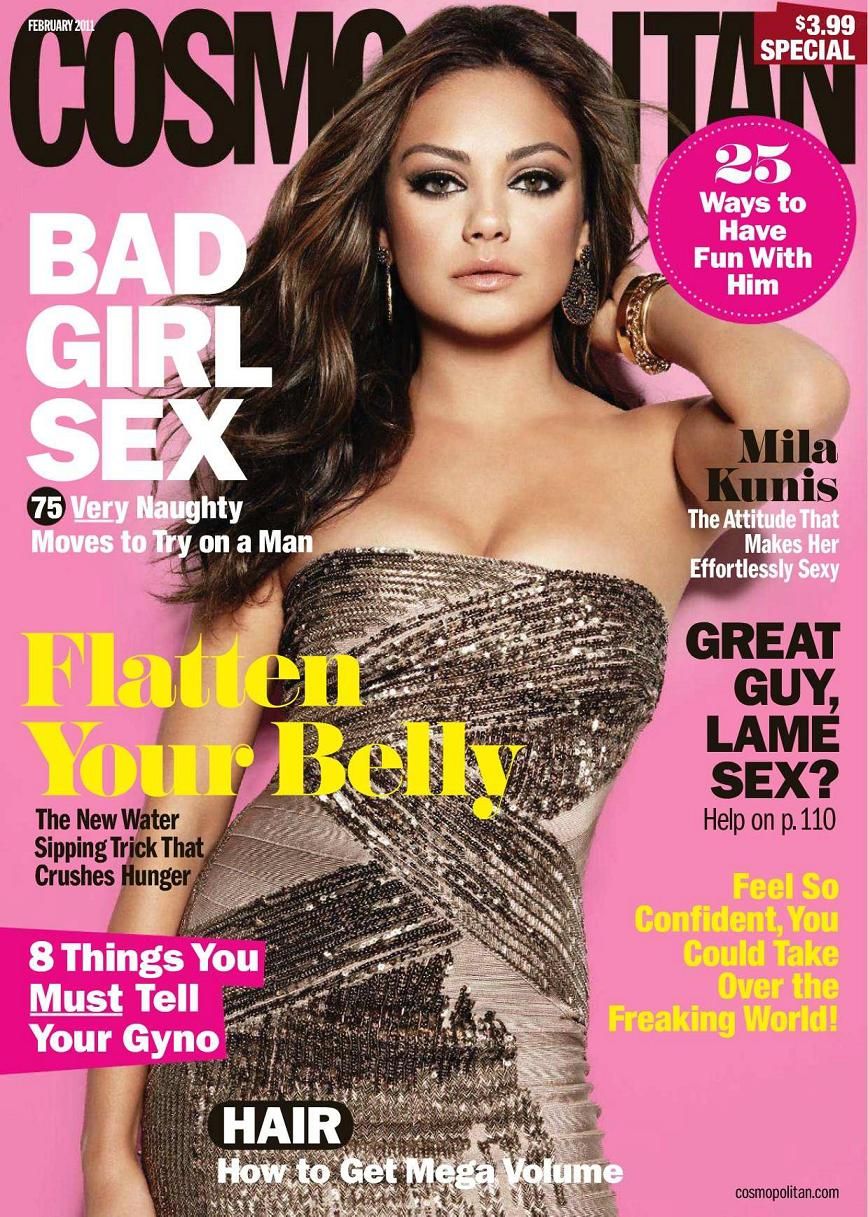 FEBRUARY 2011
COSMOPOLITAN
$3.99
SPECIAL
25
Ways to
Have
Fun With
Him
BAD
GIRL
SEX
75 Very Naughty
Moves to Try on a Man
Mila
Kunis
The Attitude That
Makes Her
Effortlessly Sexy
Flatten
Your Belly
The New Water
Sipping Trick That
Crushes Hunger
GREAT
GUY,
LAME
SEX?
Help on p. 110
Feel So
Confident, You
Could Take
Over the
Freaking World!
8 Things You
Must Tell
Your Gyno
HAIR
How to Get Mega Volume
cosmopolitan.com